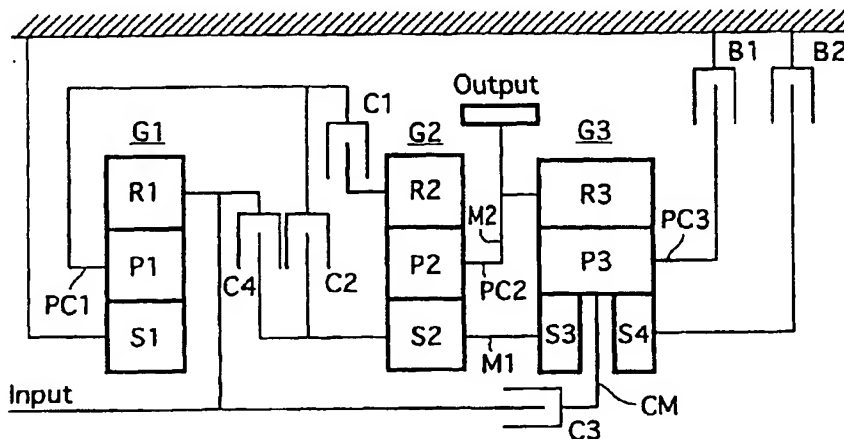 B1
B2
Output
C1
G1
G2
G3
R1
R2
R3
M2
PC3
P1
P2
P3
PC1
C4
C2
PC2
S1
S2
S3
S4
M1
Input
CM
C3